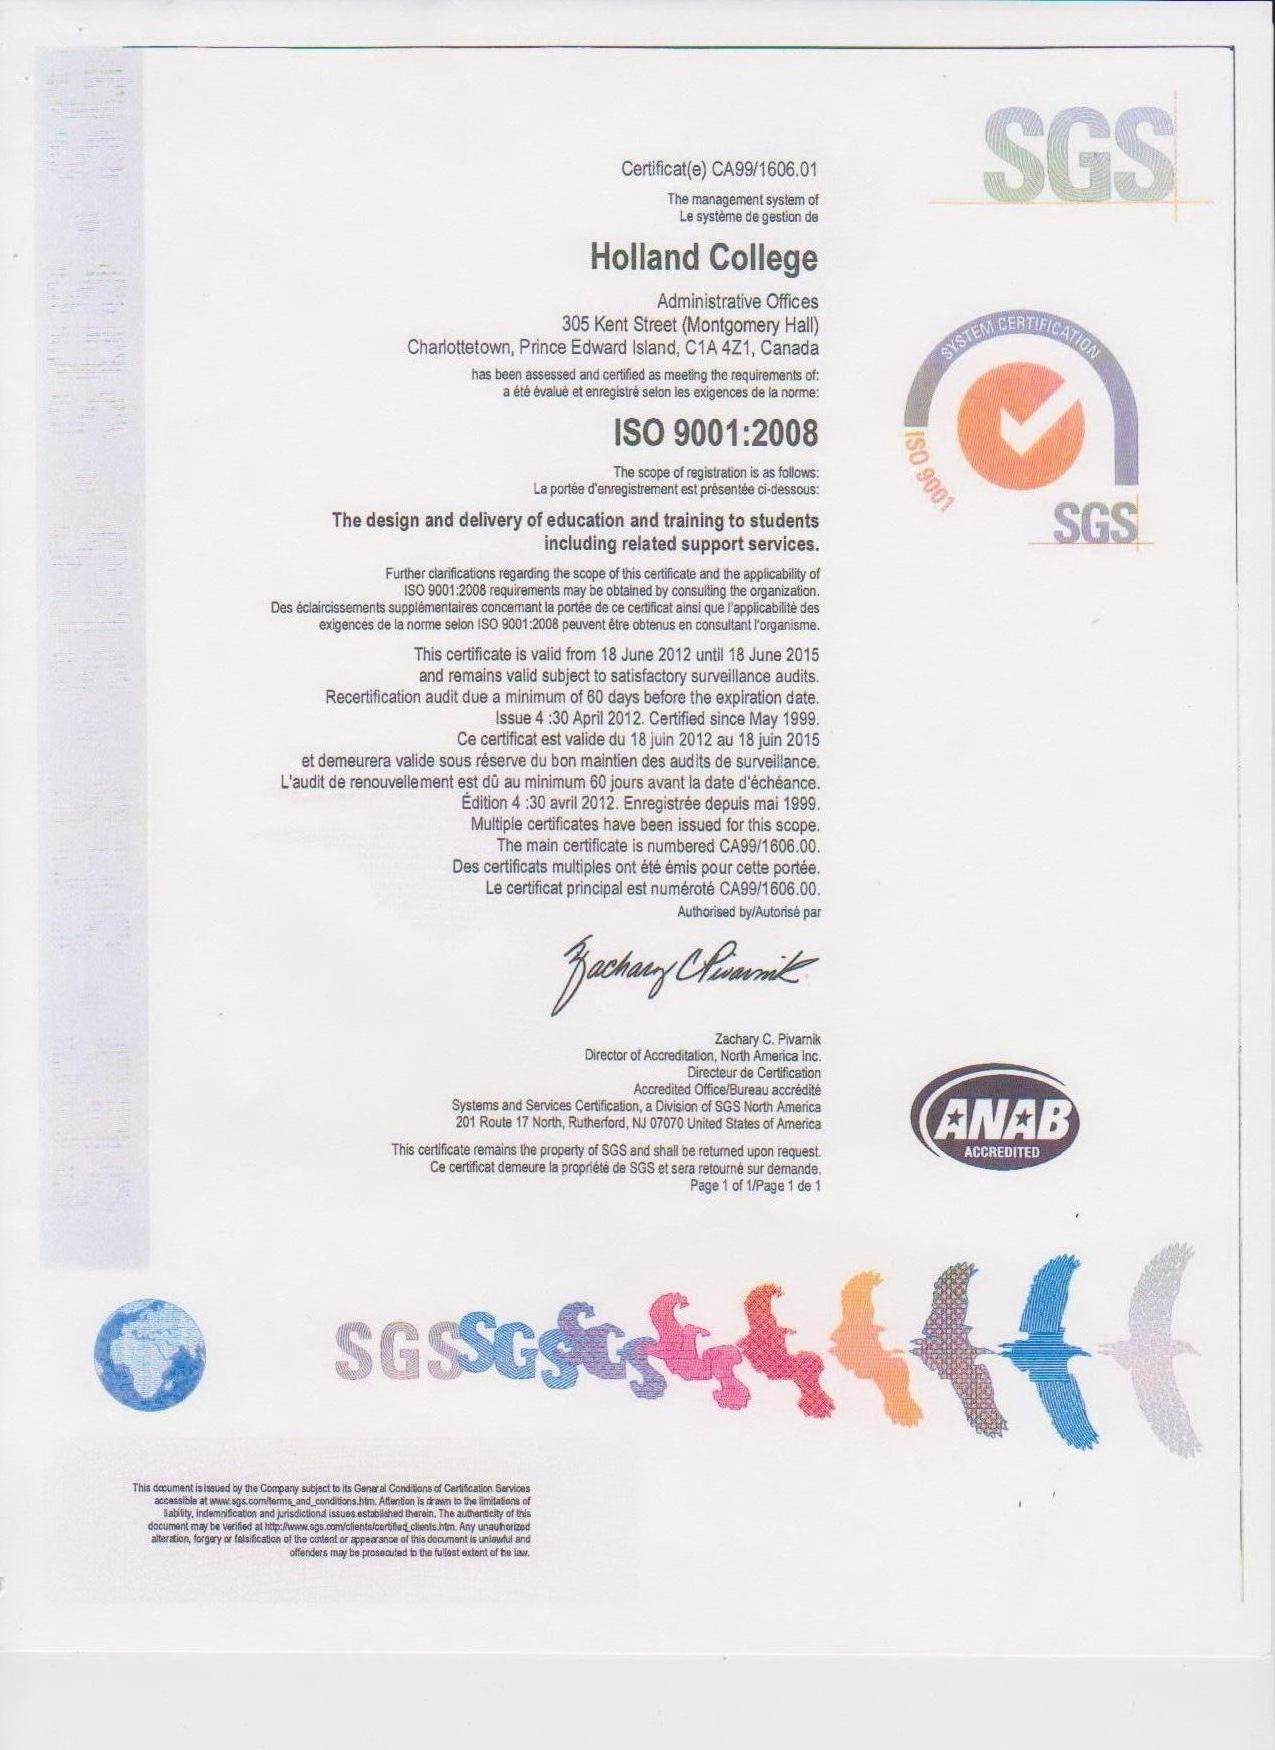 SGS
Certificat(e) CA99/1606.01
The management system of
Le système de gestion de
Holland College
Administrative Offices
305 Kent Street (Montgomery Hall)
Charlottetown, Prince Edward Island, C1A 4Z1, Canada
has been assessed and certified as meeting the requirements of:
a été évalué et enregistré selon les exigences de la norme:
ISO 9001:2008
The scope of registration is as follows:
La portée d'enregistrement est présentée ci-dessous:
The design and delivery of education and training to students
including related support services.
Further clarifications regarding the scope of this certificate and the applicability of
ISO 9001:2008 requirements may be obtained by consulting the organization.
Des éclaircissements supplémentaires concernant la portée de ce certificat ainsi que l'applicabilité des
exigences de la norme selon ISO 9001:2008 peuvent être obtenus en consultant l'organisme.
This certificate is valid from 18 June 2012 until 18 June 2015
and remains valid subject to satisfactory surveillance audits.
Recertification audit due a minimum of 60 days before the expiration date.
Issue 4 :30 April 2012. Certified since May 1999.
Ce certificat est valide du 18 juin 2012 au 18 juin 2015
et demeurera valide sous réserve du bon maintien des audits de surveillance.
L'audit de renouvellement est dû au minimum 60 jours avant la date d'échéance.
Édition 4 :30 avril 2012. Enregistrée depuis mai 1999.
Multiple certificates have been issued for this scope.
The main certificate is numbered CA99/1606.00.
Des certificats multiples ont été émis pour cette portée.
Le certificat principal est numéroté CA99/1606.00.
Authorised by/Autorisé par
Zachary C Pivarnik
Zachary C. Pivarnik
Director of Accreditation, North America Inc.
Directeur de Certification
Accredited Office/Bureau accrédité
Systems and Services Certification, a Division of SGS North America
201 Route 17 North, Rutherford, NJ 07070 United States of America
This certificate remains the property of SGS and shall be returned upon request.
Ce certificat demeure la propriété de SGS et sera retourné sur demande.
Page 1 of 1/Page 1 de 1
SYSTEM CERTIFICATION
ISO 9001
SGS
ANAB
ACCREDITED
SGS SGS SGS
This document is issued by the Company subject to its General Conditions of Certification Services
accessible at www.sgs.com/terms_and_conditions.htm. Attention is drawn to the limitations of
liability, indemnification and jurisdictional issues established therein. The authenticity of this
document may be verified at http://www.sgs.com/clients/certified_clients.htm. Any unauthorized
alteration, forgery or falsification of the content or appearance of this document is unlawful and
offenders may be prosecuted to the fullest extent of the law.